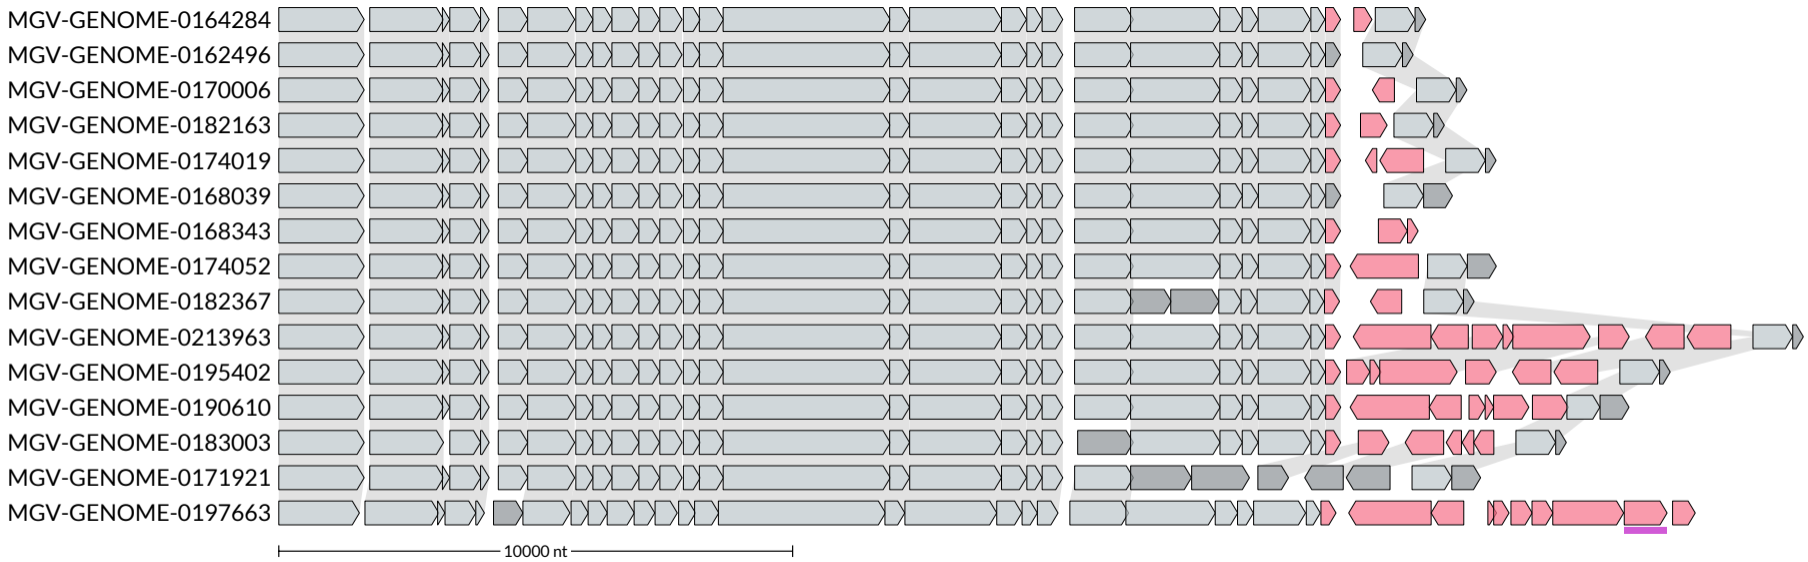 MGV-GENOME-0164284
MGV-GENOME-0162496
MGV-GENOME-0170006
MGV-GENOME-0182163
MGV-GENOME-0174019
MGV-GENOME-0168039
MGV-GENOME-0168343
MGV-GENOME-0174052
MGV-GENOME-0182367
MGV-GENOME-0213963
MGV-GENOME-0195402
MGV-GENOME-0190610
MGV-GENOME-0183003
MGV-GENOME-0171921
MGV-GENOME-0197663
10000 nt